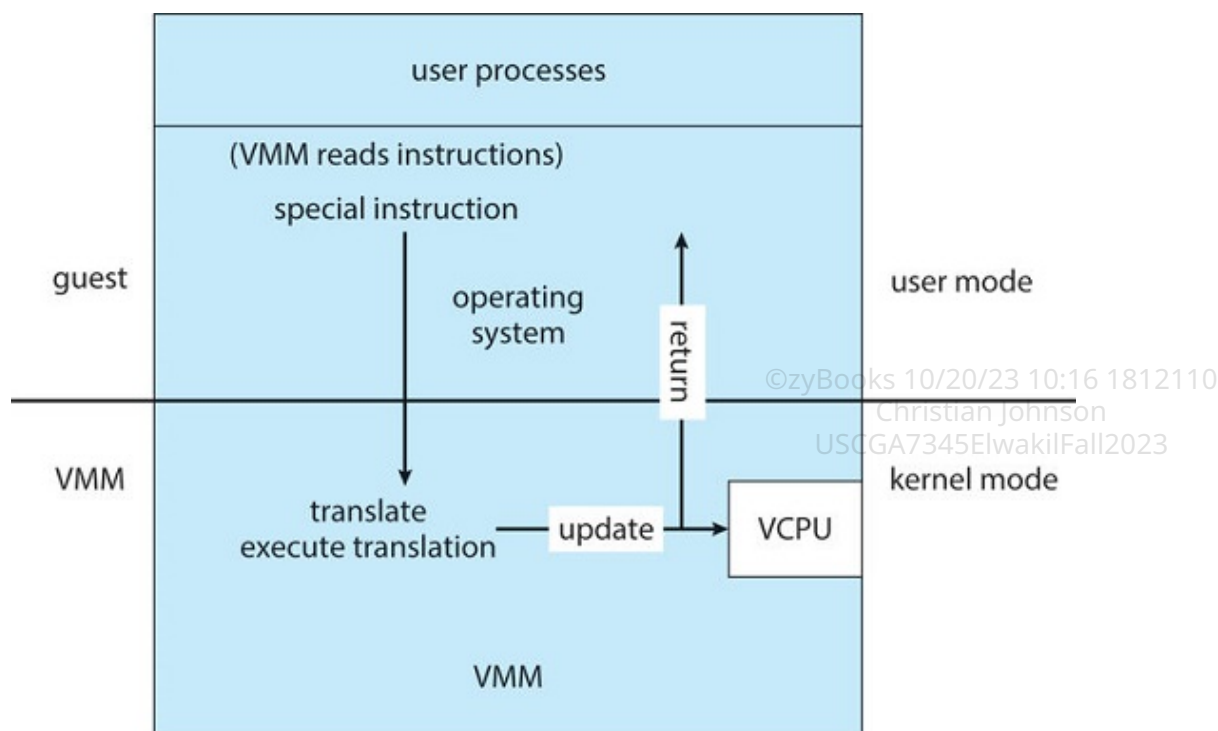 user processes
(VMM reads instructions)
special instruction
guest
operating
system
return
user mode
©zyBooks 10/20/23 10:16 1812110
Christian Johnson
USCGA7345ElwakilFall2023
VMM
kernel mode
translate
execute translation
update
VCPU
VMM